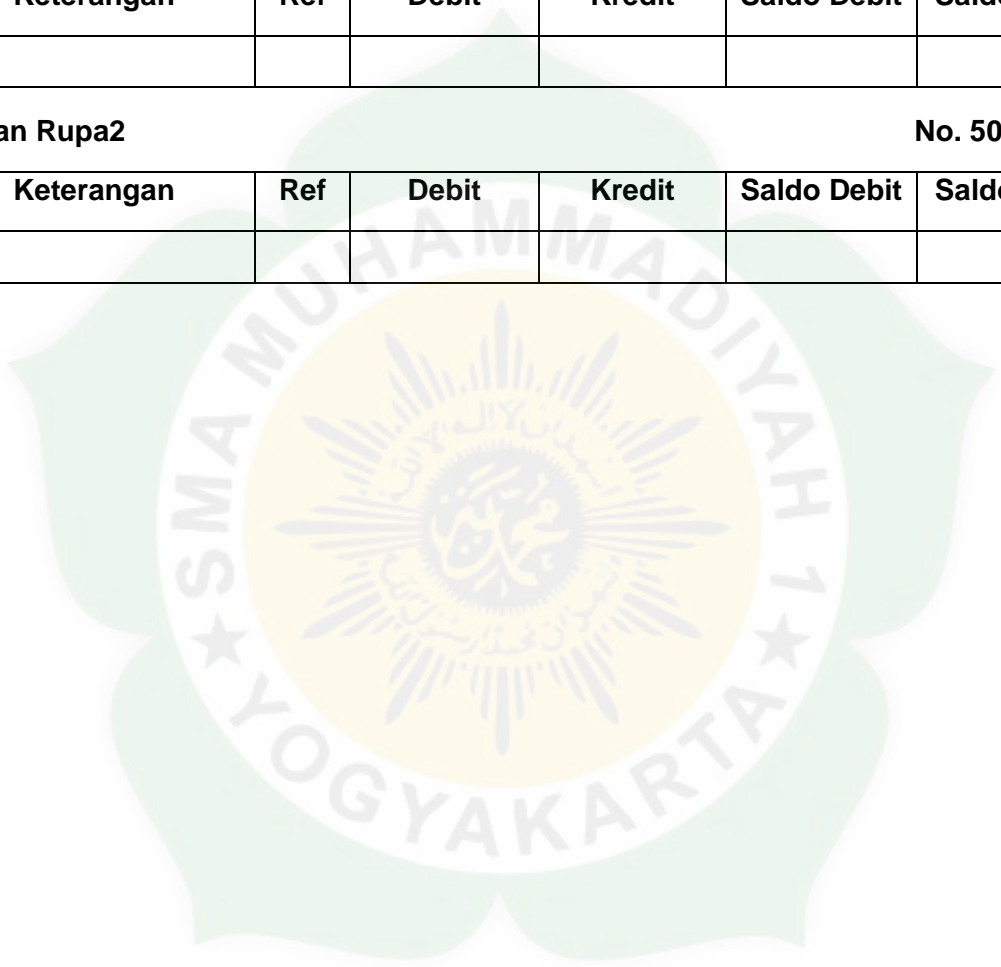 Keterangan Ref Debit Kredit Saldo Debit
an Rupa2 No. 50
Keterangan Ref Debit Kredit Saldo Debit
SMA MUHAMMADIYAH 1
YOGYAKARTA